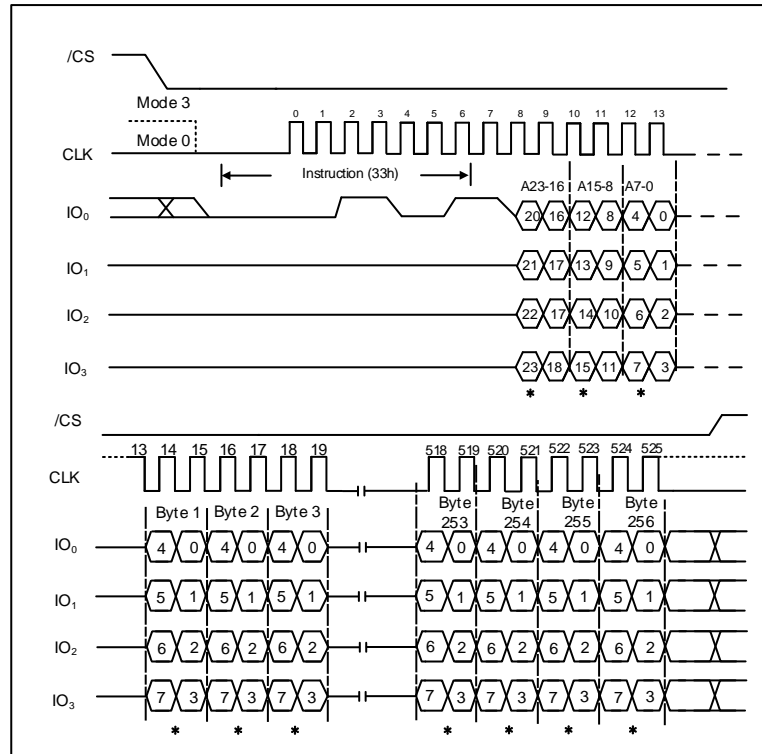 /CS
Mode 3
0 1 2 3 4 5 6 7 8 9 10 11 12 13
Mode 0
CLK
Instruction (33h)
A23-16 A15-8 A7-0
IO0 20 16 12 8 4 0
IO1 21 17 13 9 5 1
IO2 22 17 14 10 6 2
IO3 23 18 15 11 7 3
* * *
/CS
13 14 15 16 17 18 19 518 519 520 521 522 523 524 525
CLK
Byte 1 Byte 2 Byte 3 Byte 253 Byte 254 Byte 255 Byte 256
IO0 4 0 4 0 4 0 4 0 4 0 4 0 4 0
IO1 5 1 5 1 5 1 5 1 5 1 5 1 5 1
IO2 6 2 6 2 6 2 6 2 6 2 6 2 6 2
IO3 7 3 7 3 7 3 7 3 7 3 7 3 7 3
* * * * * * *